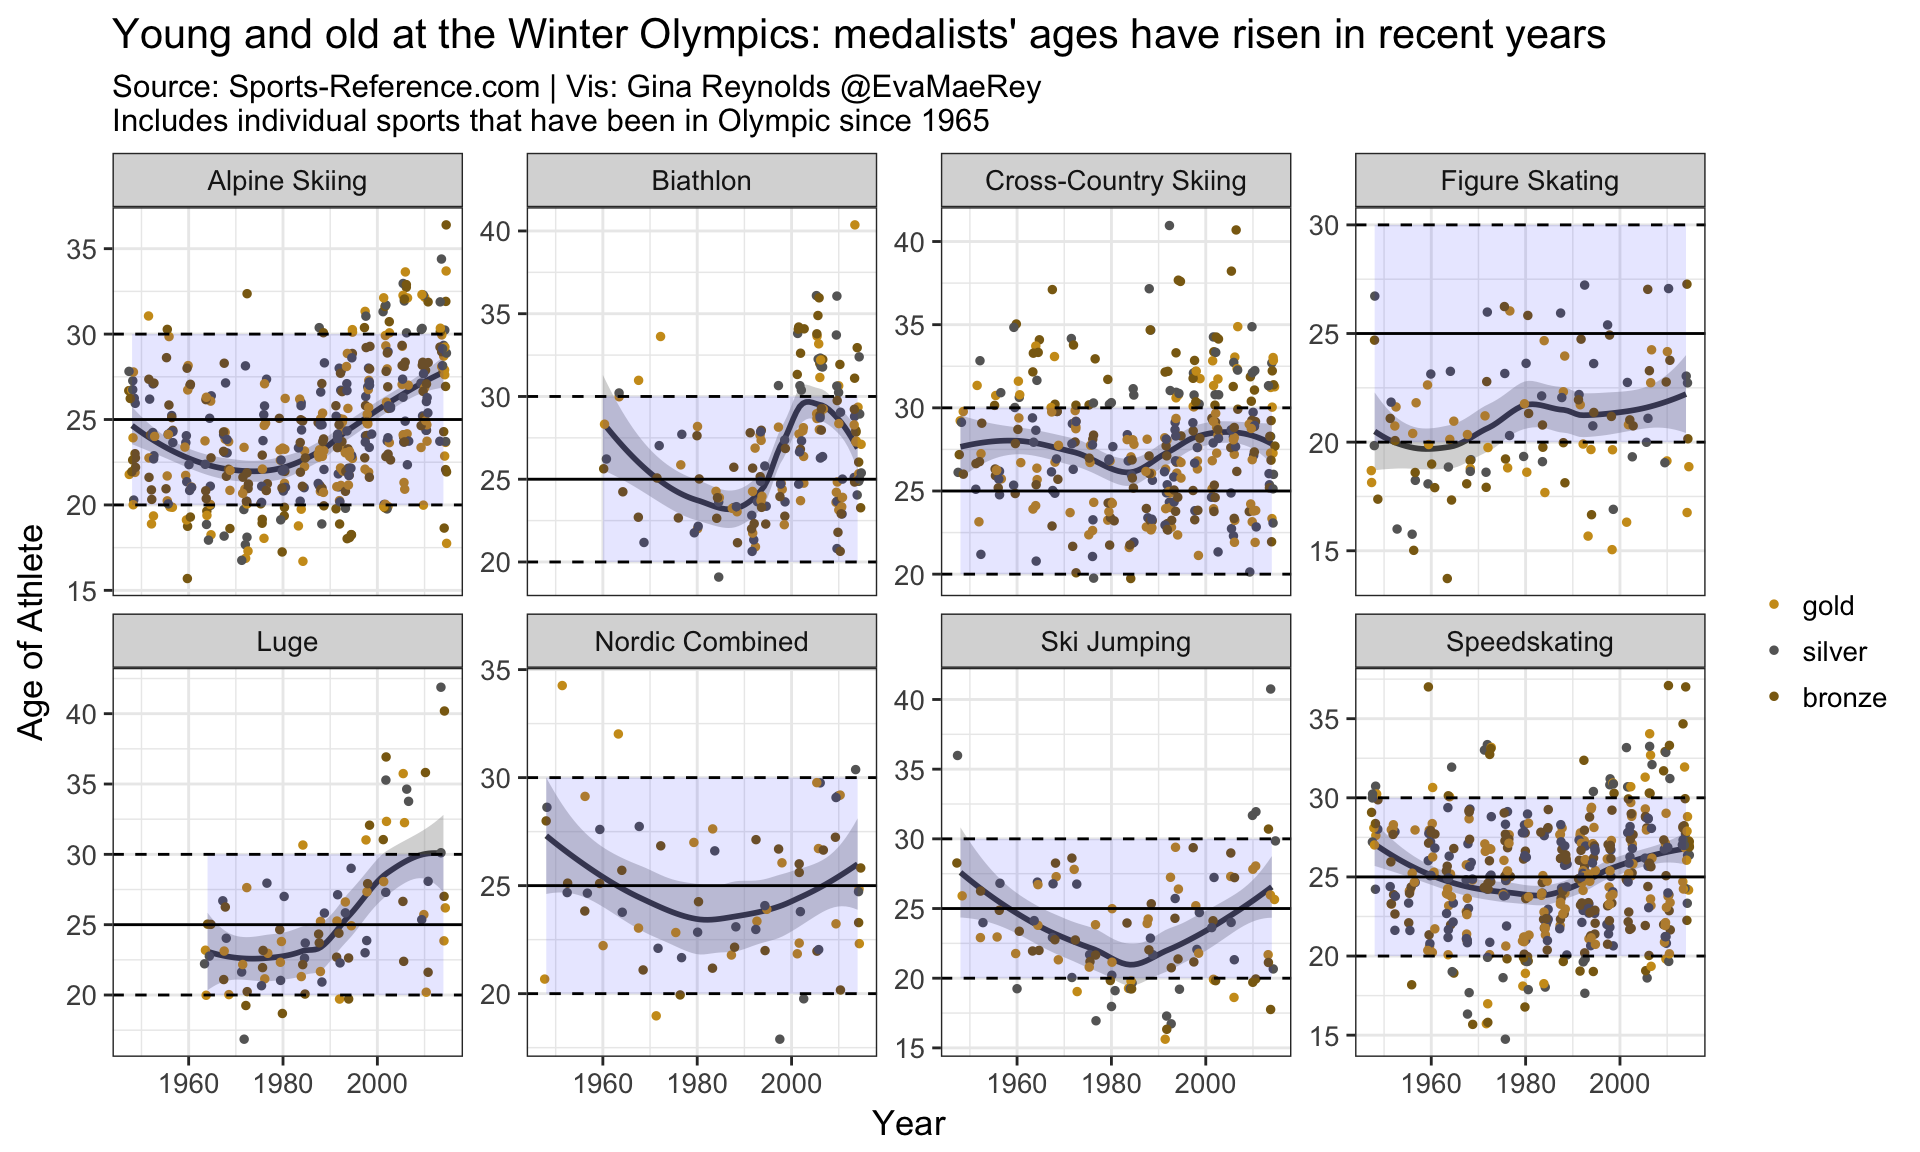 Young and old at the Winter Olympics: medalists' ages have risen in recent years
Source: Sports-Reference.com | Vis: Gina Reynolds @EvaMaeRey
Includes individual sports that have been in Olympic since 1965
Alpine Skiing
Biathlon
Cross-Country Skiing
Figure Skating
35
30
25
20
15
40
35
30
25
20
40
35
30
25
20
30
25
20
15
Luge
Nordic Combined
Ski Jumping
Speedskating
40
35
30
25
20
35
30
25
20
40
35
30
25
20
15
35
30
25
20
15
1960 1980 2000
1960 1980 2000
1960 1980 2000
1960 1980 2000
Age of Athlete
Year
gold
silver
bronze